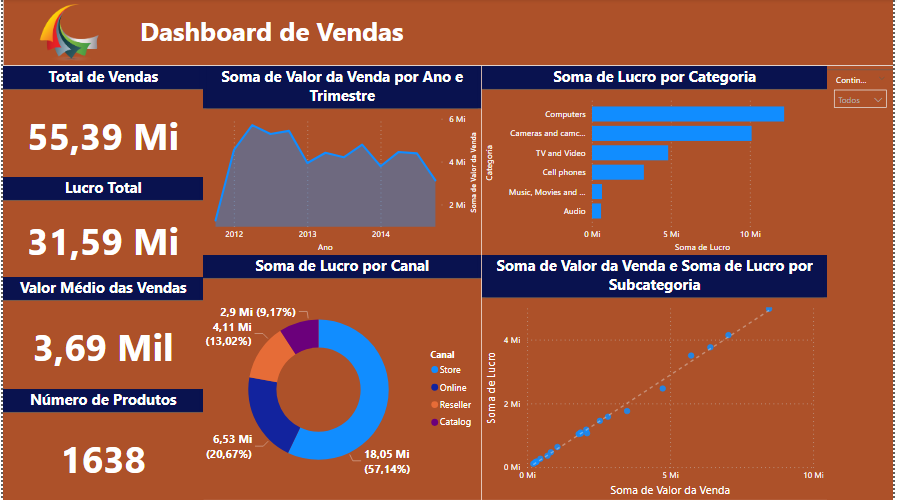 Dashboard de Vendas
Total de Vendas
55,39 Mi
Lucro Total
31,59 Mi
Valor Médio das Vendas
3,69 Mil
Número de Produtos
1638
Soma de Valor da Venda por Ano e
Trimestre
6 Mi
4 Mi
2 Mi
Soma de Valor da Venda
2012
2013
2014
Ano
Soma de Lucro por Categoria
Categoria
Computers
Cameras and camc...
TV and Video
Cell phones
Music, Movies and ...
Audio
0 Mi
5 Mi
10 Mi
Soma de Lucro
Contin...
Todos
Soma de Lucro por Canal
2,9 Mi (9,17%)
4,11 Mi
(13,02%)
6,53 Mi
(20,67%)
18,05 Mi
(57,14%)
Canal
Store
Online
Reseller
Catalog
Soma de Valor da Venda e Soma de Lucro por
Subcategoria
Soma de Lucro
4 Mi
2 Mi
0 Mi
0 Mi
5 Mi
10 Mi
Soma de Valor da Venda